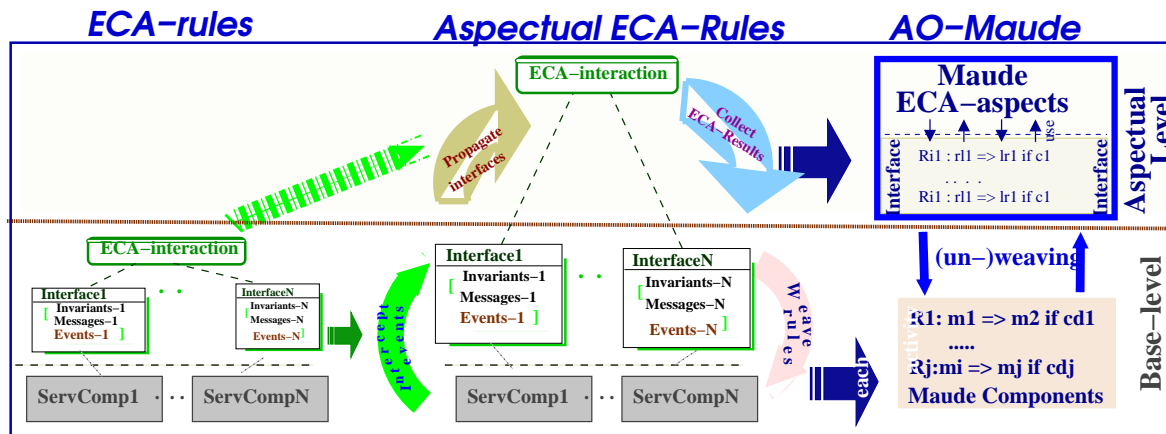 ECA-rules
Aspectual ECA-Rules
AO-Maude
ECA-interaction
Interface1
[ Invariants-1
Messages-1
Events-1 ]
. .
InterfaceN
[ Invariants-N
Messages-N
Events-N ]
ServComp1 · · · ServCompN
ECA-interaction
Propagate
interfaces
Collect
ECA-Results
Intercept
events
Interface1
[ Invariants-1
Messages-1
Events-1 ]
. .
InterfaceN
[ Invariants-N
Messages-N
Events-N ]
Weave
rules
ServComp1 · · · ServCompN
Maude
ECA-aspects
use
Interface
Ri1 : rl1 => lr1 if c1
. . . .
Ri1 : rl1 => lr1 if c1
Interface
Aspectual
Level
(un-)weaving
each
activity
R1: m1 => m2 if cd1
.....
Rj:mi => mj if cdj
Maude Components
Base-level